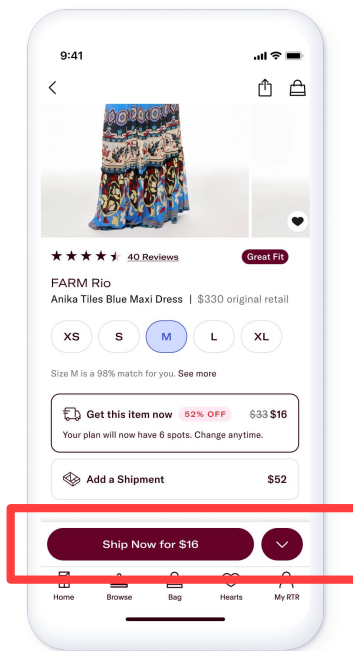 9:41
40 Reviews
Great Fit
FARM Rio
Anika Tiles Blue Maxi Dress | $330 original retail
XS S M L XL
Size M is a 98% match for you. See more
Get this item now 52% OFF $33 $16
Your plan will now have 6 spots. Change anytime.
Add a Shipment $52
Ship Now for $16
Home Browse Bag Hearts My RTR